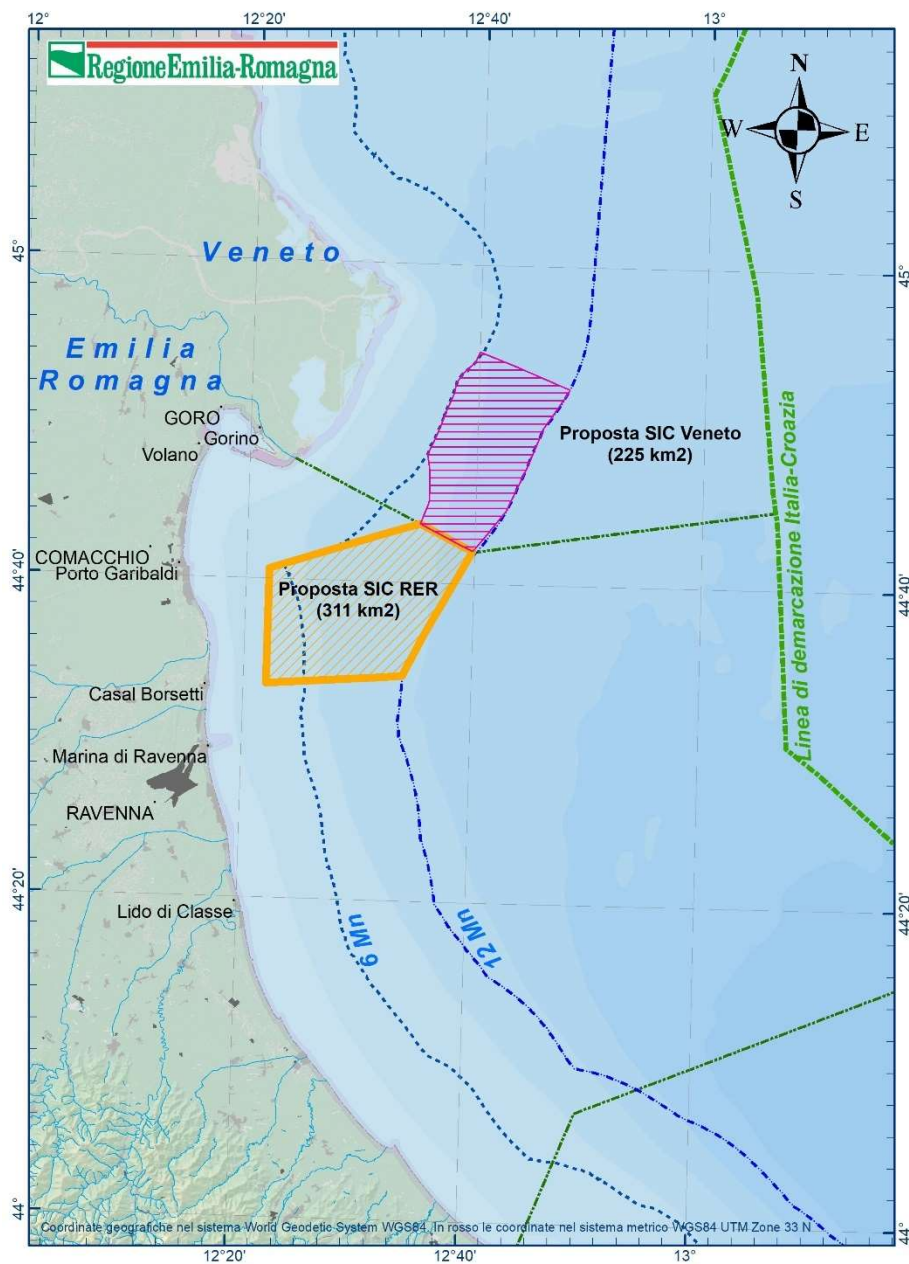 12°
12°20'
12°40'
13°
RegioneEmilia-Romagna
N
W
E
S
45°
45°
Veneto
Emilia
Romagna
GORO
Gorino
Volano
Proposta SIC Veneto
(225 km2)
Linea di demarcazione Italia-Croazia
44°40'
44°40'
COMACCHIO
Porto Garibaldi
Proposta SIC RER
(311 km2)
Casal Borsetti
Marina di Ravenna
RAVENNA
44°20'
44°20'
Lido di Classe
6 Mn
12 Mn
44°
44°
Coordinate geografiche nel sistema World Geodetic System WGS84. In rosso le coordinate nel sistema metrico WGS84 UTM Zone 33 N
12°20'
12°40'
13°